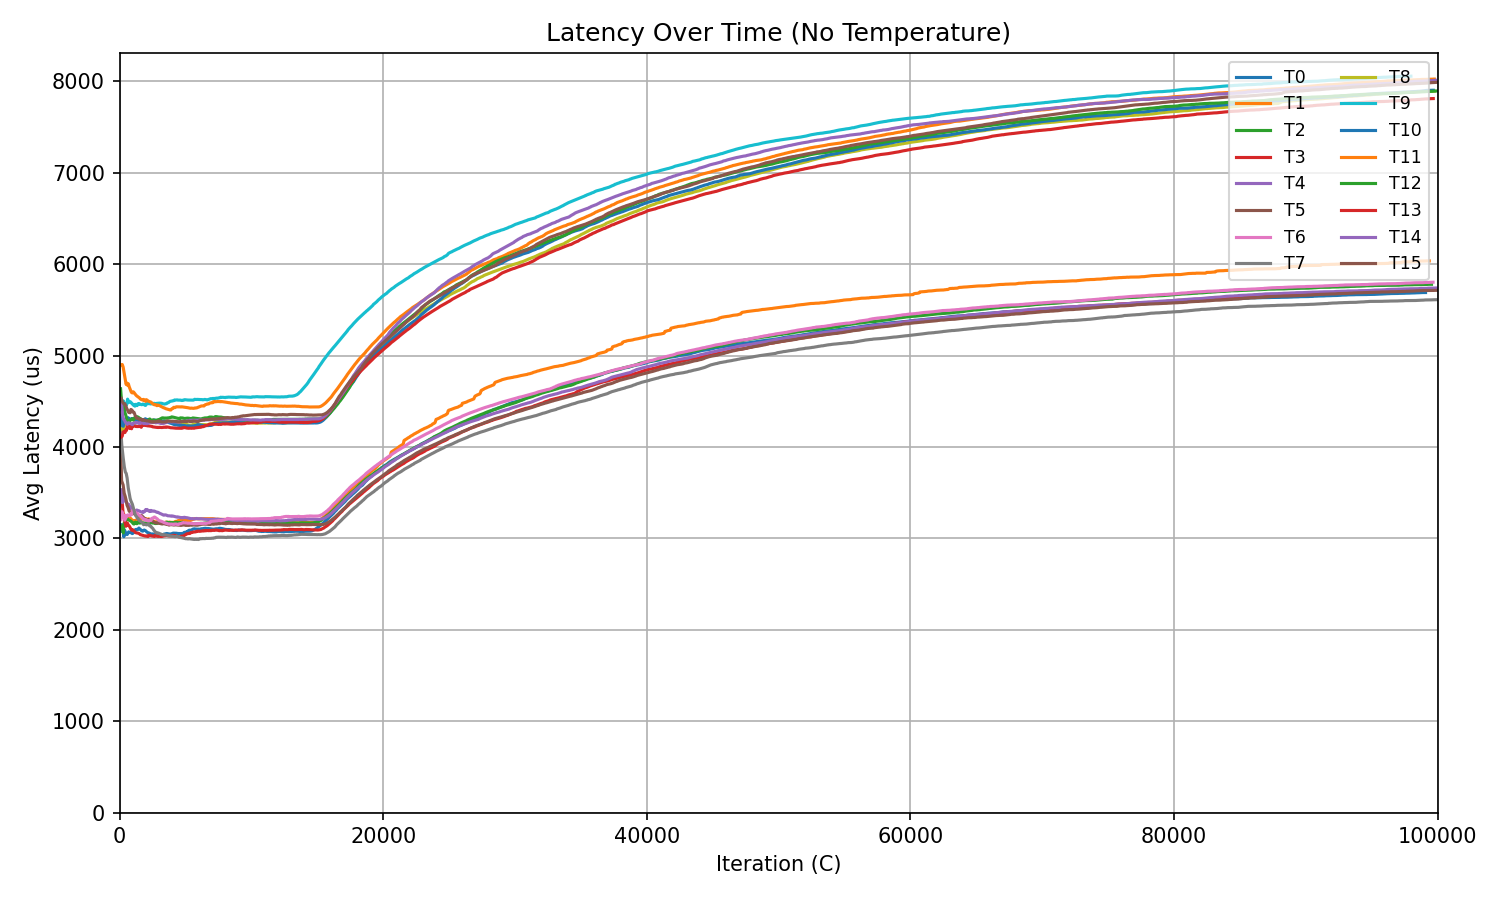 Latency Over Time (No Temperature)
Avg Latency (us)
8000
7000
6000
5000
4000
3000
2000
1000
0
T0 T8
T1 T9
T2 T10
T3 T11
T4 T12
T5 T13
T6 T14
T7 T15
0 20000 40000 60000 80000 100000
Iteration (C)